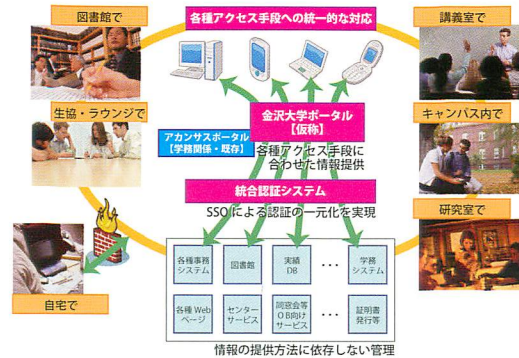 図書館で
各種アクセス手段への統一的な対応
講義室で
生協・ラウンジで
金沢大学ポータル
【仮称】
アカンサスポータル
【学務関係・既存】
各種アクセス手段に
合わせた情報提供
キャンパス内で
統合認証システム
SSOによる認証の一元化を実現
研究室で
自宅で
各種事務
システム
図書館
実績
DB
・・・
学務
システム
各種 Web
ページ
センター
サービス
同窓会等
OB向け
サービス
・・・
証明書
発行等
情報の提供方法に依存しない管理